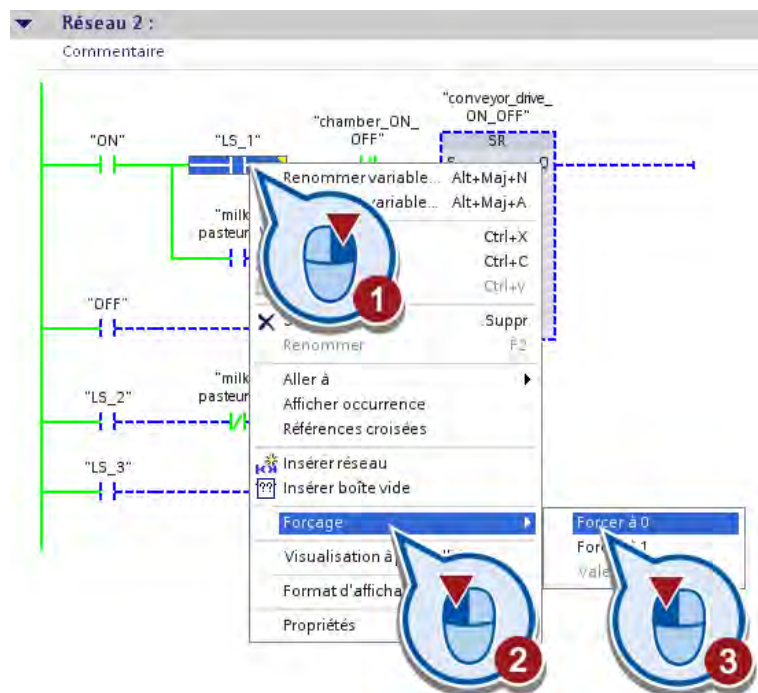 Réseau 2 :
Commentaire
"conveyor_drive_
ON_OFF"
"chamber_ON_
OFF"
"ON"
"LS_1"
SR
Renommer variable... Alt+Maj+N
variable... Alt+Maj+A
"milk
pasteur
Ctrl+X
Ctrl+C
Ctrl+v
1
"OFF"
Suppr
Renommer F2
"milk
pasteur
"LS_2"
Aller à
Afficher occurrence
Références croisées
"LS_3"
Insérer réseau
?? Insérer boîte vide
Forçage
Forcer à 0
1
Visualisation à
Format d'afficha
Propriétés
2
3